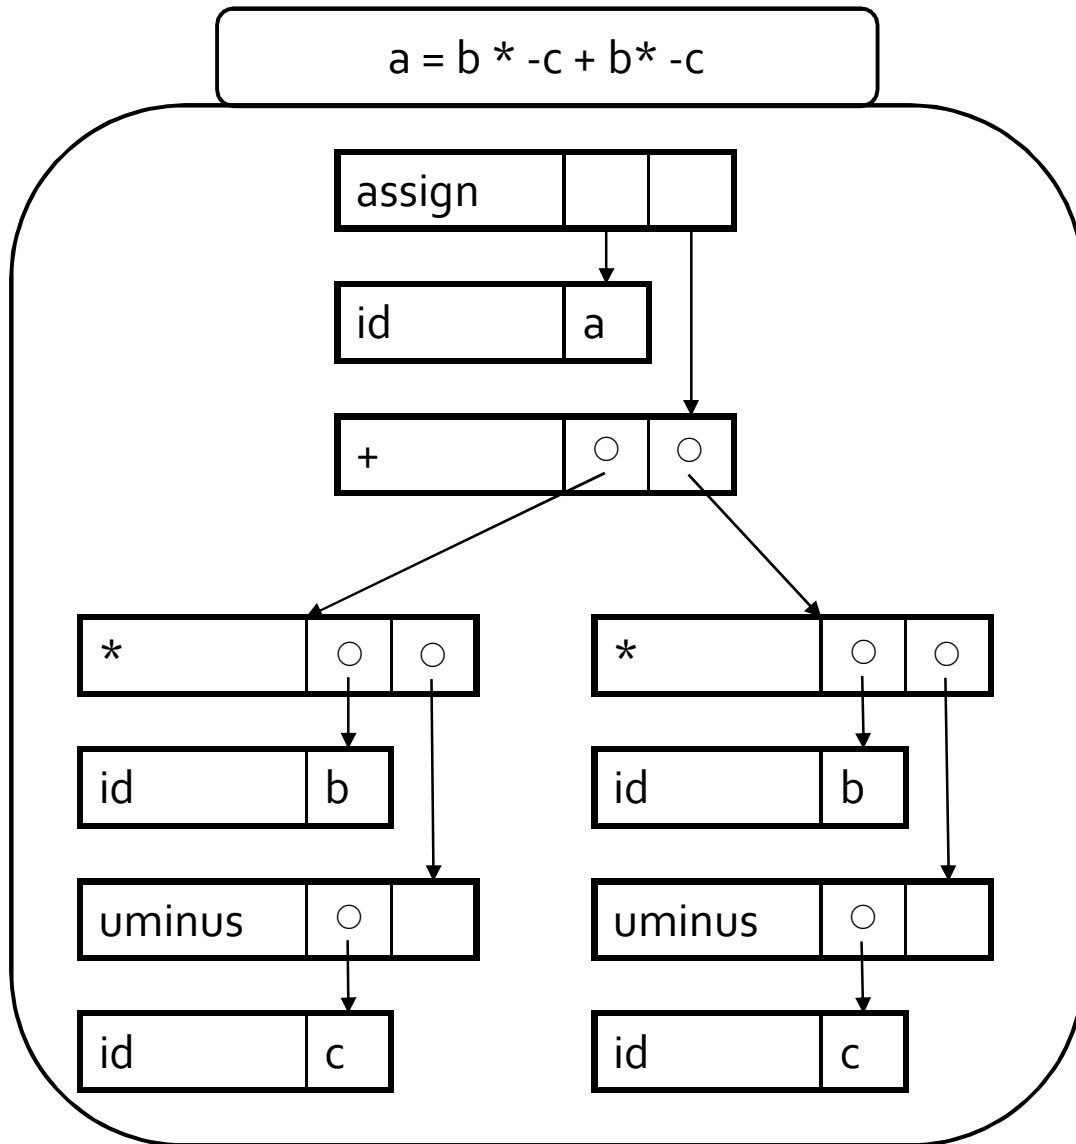 a = b * -c + b* -c
assign
id a
+
* *
id b id b
uminus uminus
id c id c